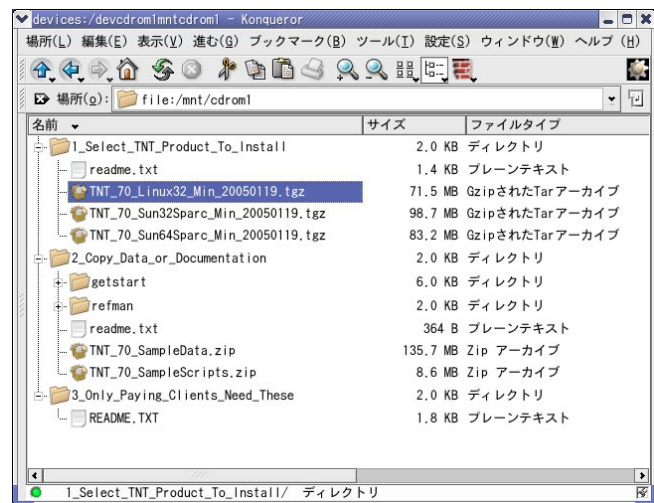 devices:/devcdrom1mntcdrom1 - Konqueror
場所(L) 編集(E) 表示(V) 進む(G) ブックマーク(B) ツール(T) 設定(S) ウィンドウ(W) ヘルプ (H)
場所(o): file:/mnt/cdrom1
名前 サイズ ファイルタイプ
1_Select_TNT_Product_To_Install 2.0 KB ディレクトリ
readme.txt 1.4 KB プレーンテキスト
TNT_70_Linux32_Min_20050119.tgz 71.5 MB GzipされたTarアーカイブ
TNT_70_Sun32Sparc_Min_20050119.tgz 98.7 MB GzipされたTarアーカイブ
TNT_70_Sun64Sparc_Min_20050119.tgz 83.2 MB GzipされたTarアーカイブ
2_Copy_Data_or_Documentation 2.0 KB ディレクトリ
getstart 6.0 KB ディレクトリ
refman 2.0 KB ディレクトリ
readme.txt 364 B プレーンテキスト
TNT_70_SampleData.zip 135.7 MB Zip アーカイブ
TNT_70_SampleScripts.zip 8.6 MB Zip アーカイブ
3_Only_Paying_Clients_Need_These 2.0 KB ディレクトリ
README.TXT 1.8 KB プレーンテキスト
1_Select_TNT_Product_To_Install/ ディレクトリ